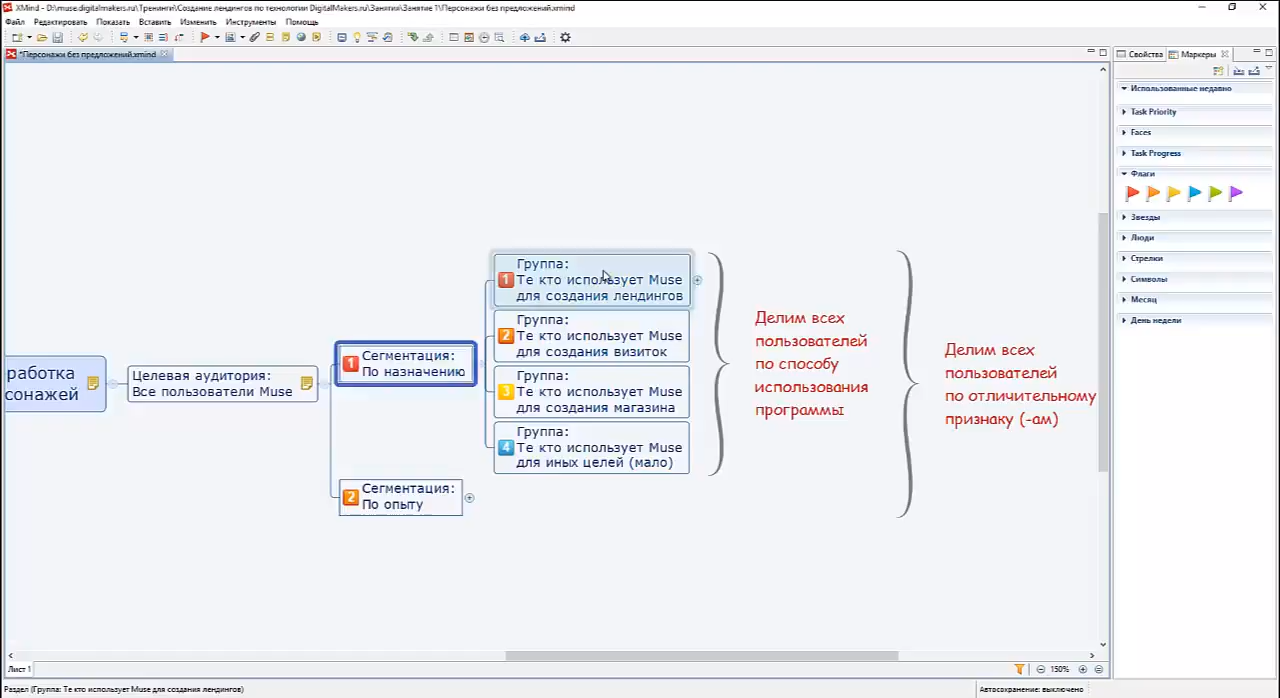 XMind - D:\muse.digitalmakers.ru\Тренинги\Создание лендингов по технологии DigitalMakers.ru\Занятия\Занятие 1\Персонажи без предложений.xmind
Файл Редактировать Показать Вставить Изменить Инструменты Помощь
*Персонажи без предложений.xmind
Свойства Маркеры
Использованные недавно
Task Priority
Faces
Task Progress
Флаги
Звезды
Люди
Стрелки
Символы
Месяц
День недели
работка
сонажей
Целевая аудитория:
Все пользователи Muse
1 Сегментация:
По назначению
2 Сегментация:
По опыту
Группа:
1 Те кто использует Muse
для создания лендингов
Группа:
2 Те кто использует Muse
для создания визиток
Группа:
3 Те кто использует Muse
для создания магазина
Группа:
4 Те кто использует Muse
для иных целей (мало)
Делим всех
пользователей
по способу
использования
программы
Делим всех
пользователей
по отличительному
признаку (-ам)
Лист 1
150%
Раздел (Группа: Те кто использует Muse для создания лендингов)
Автосохранение: выключено